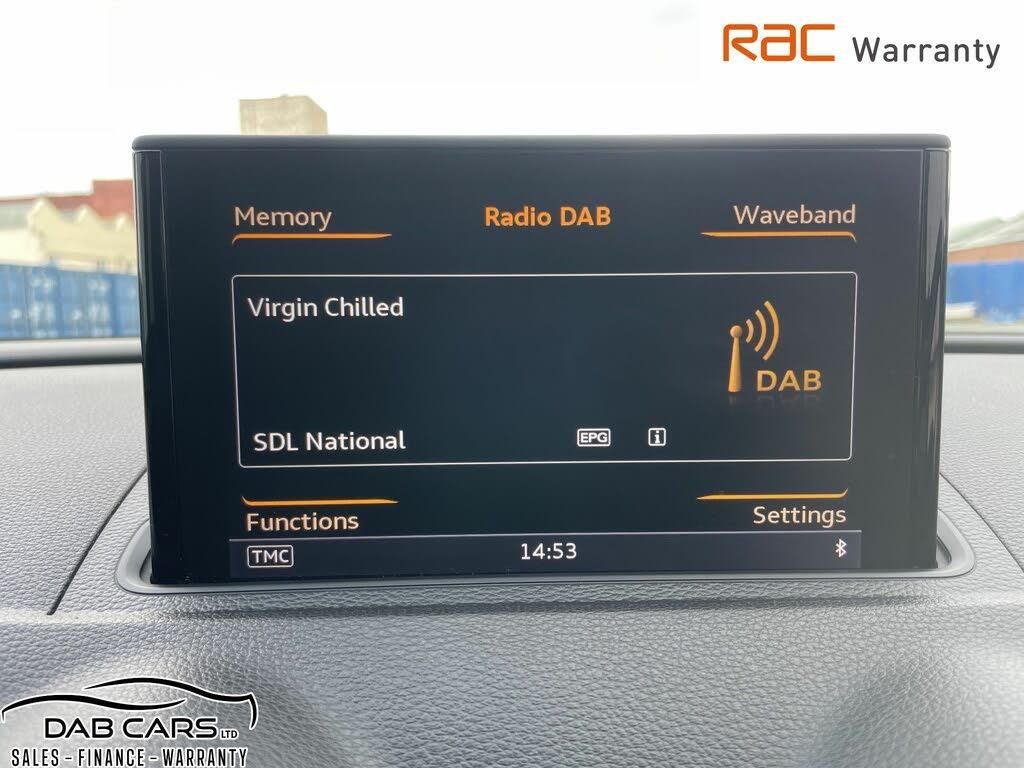 RAC Warranty
Memory Radio DAB Waveband
Virgin Chilled
DAB
SDL National EPG i
Functions Settings
TMC 14:53
DAB CARS LTD
SALES - FINANCE - WARRANTY